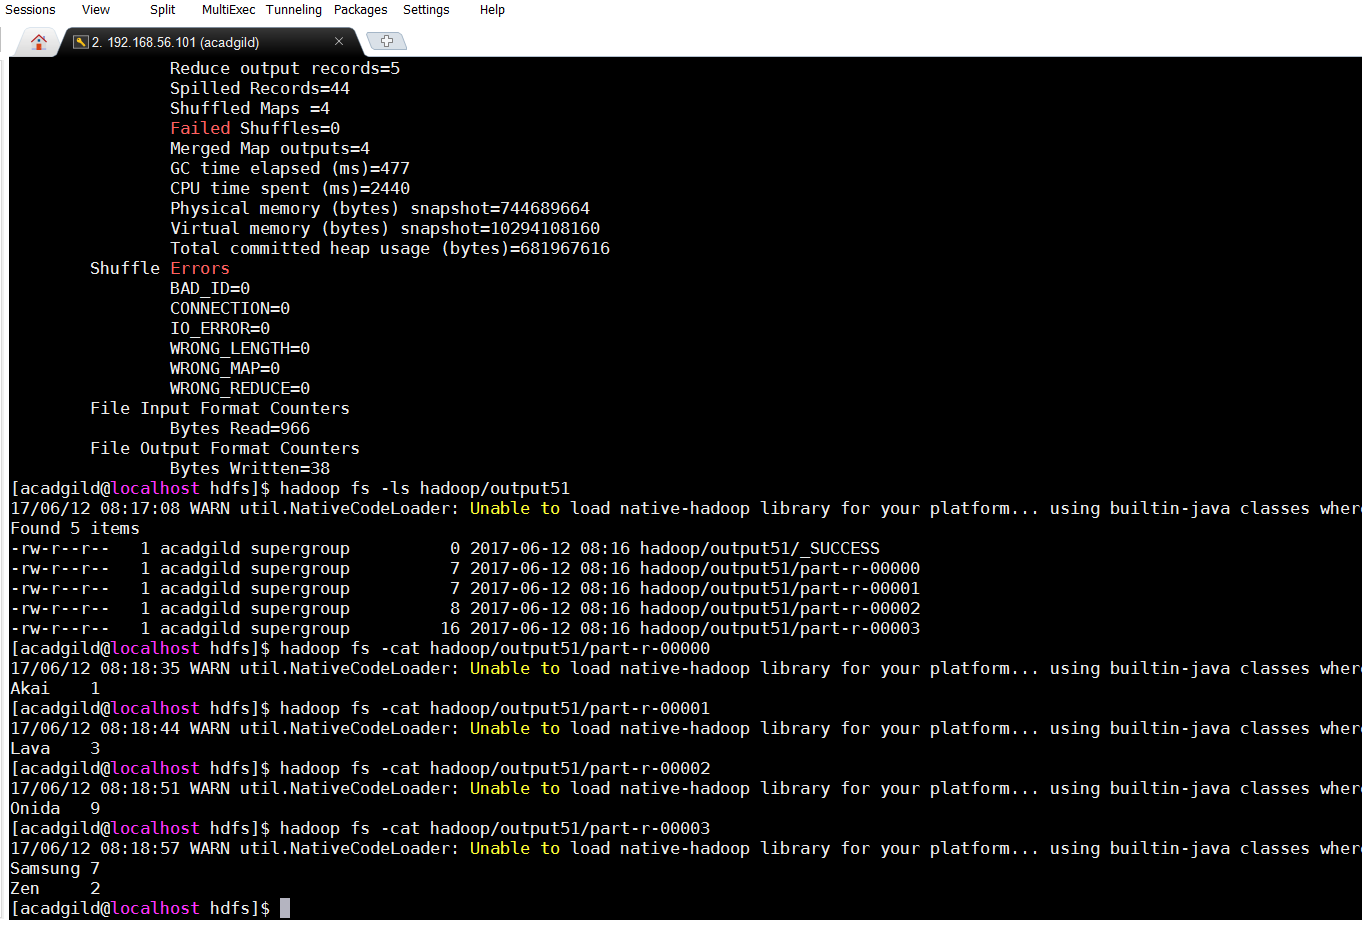 Sessions View Split MultiExec Tunneling Packages Settings Help
2. 192.168.56.101 (acadgild)
Reduce output records=5
Spilled Records=44
Shuffled Maps =4
Failed Shuffles=0
Merged Map outputs=4
GC time elapsed (ms)=477
CPU time spent (ms)=2440
Physical memory (bytes) snapshot=744689664
Virtual memory (bytes) snapshot=10294108160
Total committed heap usage (bytes)=681967616
Shuffle Errors
BAD_ID=0
CONNECTION=0
IO_ERROR=0
WRONG_LENGTH=0
WRONG_MAP=0
WRONG_REDUCE=0
File Input Format Counters
Bytes Read=966
File Output Format Counters
Bytes Written=38
[acadgild@localhost hdfs]$ hadoop fs -ls hadoop/output51
17/06/12 08:17:08 WARN util.NativeCodeLoader: Unable to load native-hadoop library for your platform... using builtin-java classes wher
Found 5 items
-rw-r--r-- 1 acadgild supergroup 0 2017-06-12 08:16 hadoop/output51/_SUCCESS
-rw-r--r-- 1 acadgild supergroup 7 2017-06-12 08:16 hadoop/output51/part-r-00000
-rw-r--r-- 1 acadgild supergroup 7 2017-06-12 08:16 hadoop/output51/part-r-00001
-rw-r--r-- 1 acadgild supergroup 8 2017-06-12 08:16 hadoop/output51/part-r-00002
-rw-r--r-- 1 acadgild supergroup 16 2017-06-12 08:16 hadoop/output51/part-r-00003
[acadgild@localhost hdfs]$ hadoop fs -cat hadoop/output51/part-r-00000
17/06/12 08:18:35 WARN util.NativeCodeLoader: Unable to load native-hadoop library for your platform... using builtin-java classes wher
Akai 1
[acadgild@localhost hdfs]$ hadoop fs -cat hadoop/output51/part-r-00001
17/06/12 08:18:44 WARN util.NativeCodeLoader: Unable to load native-hadoop library for your platform... using builtin-java classes wher
Lava 3
[acadgild@localhost hdfs]$ hadoop fs -cat hadoop/output51/part-r-00002
17/06/12 08:18:51 WARN util.NativeCodeLoader: Unable to load native-hadoop library for your platform... using builtin-java classes wher
Onida 9
[acadgild@localhost hdfs]$ hadoop fs -cat hadoop/output51/part-r-00003
17/06/12 08:18:57 WARN util.NativeCodeLoader: Unable to load native-hadoop library for your platform... using builtin-java classes wher
Samsung 7
Zen 2
[acadgild@localhost hdfs]$